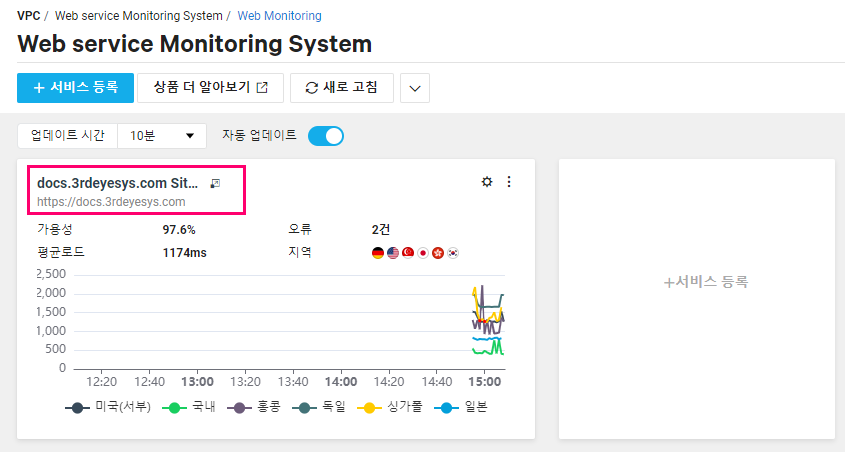 VPC / Web service Monitoring System / Web Monitoring
Web service Monitoring System
+ 서비스 등록
상품 더 알아보기
새로 고침
업데이트 시간
10분
자동 업데이트
docs.3rdeyesys.com Sit...
https://docs.3rdeyesys.com
가용성 97.6% 오류 2건
평균로드 1174ms 지역
2,500
2,000
1,500
1,000
500
0
12:20 12:40 13:00 13:20 13:40 14:00 14:20 14:40 15:00
미국(서부) 국내 홍콩 독일 싱가폴 일본
+서비스 등록